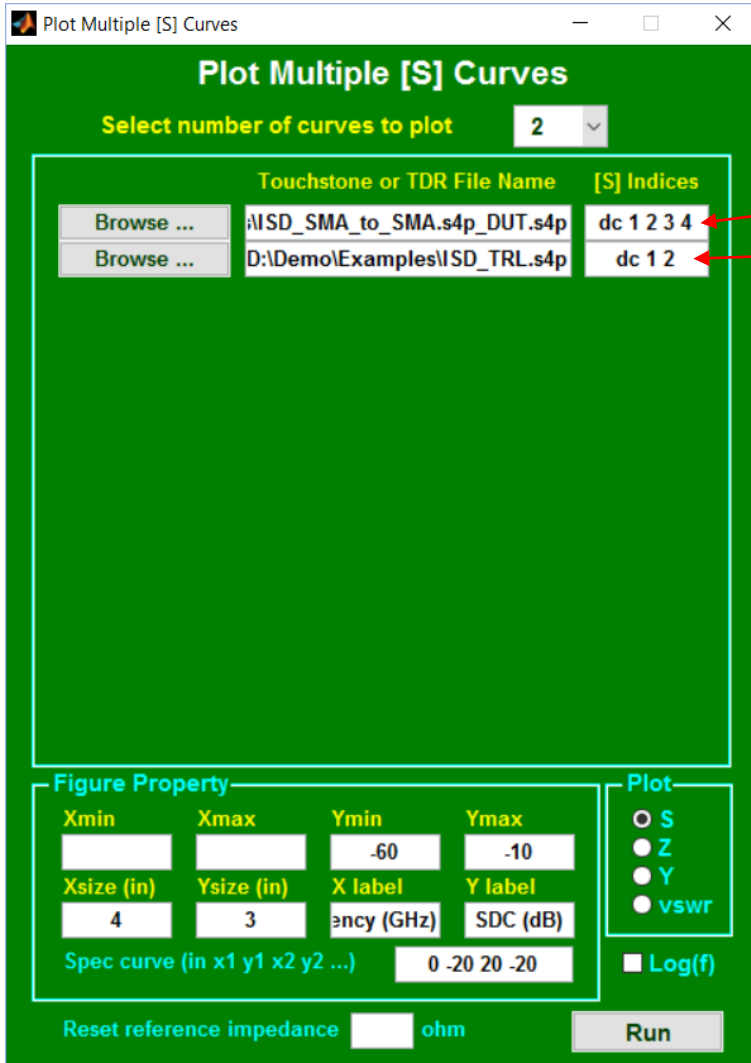 Plot Multiple [S] Curves
Plot Multiple [S] Curves
Select number of curves to plot 2
Touchstone or TDR File Name [S] Indices
Browse ... :\ISD_SMA_to_SMA.s4p_DUT.s4p dc 1 2 3 4
Browse ... D:\Demo\Examples\ISD_TRL.s4p dc 1 2
Figure Property Plot
Xmin Xmax Ymin Ymax S
-60 -10 Z
Xsize (in) Ysize (in) X label Y label Y
4 3 ency (GHz) SDC (dB) vswr
Spec curve (in x1 y1 x2 y2 ...) 0 -20 20 -20 Log(f)
Reset reference impedance ohm Run